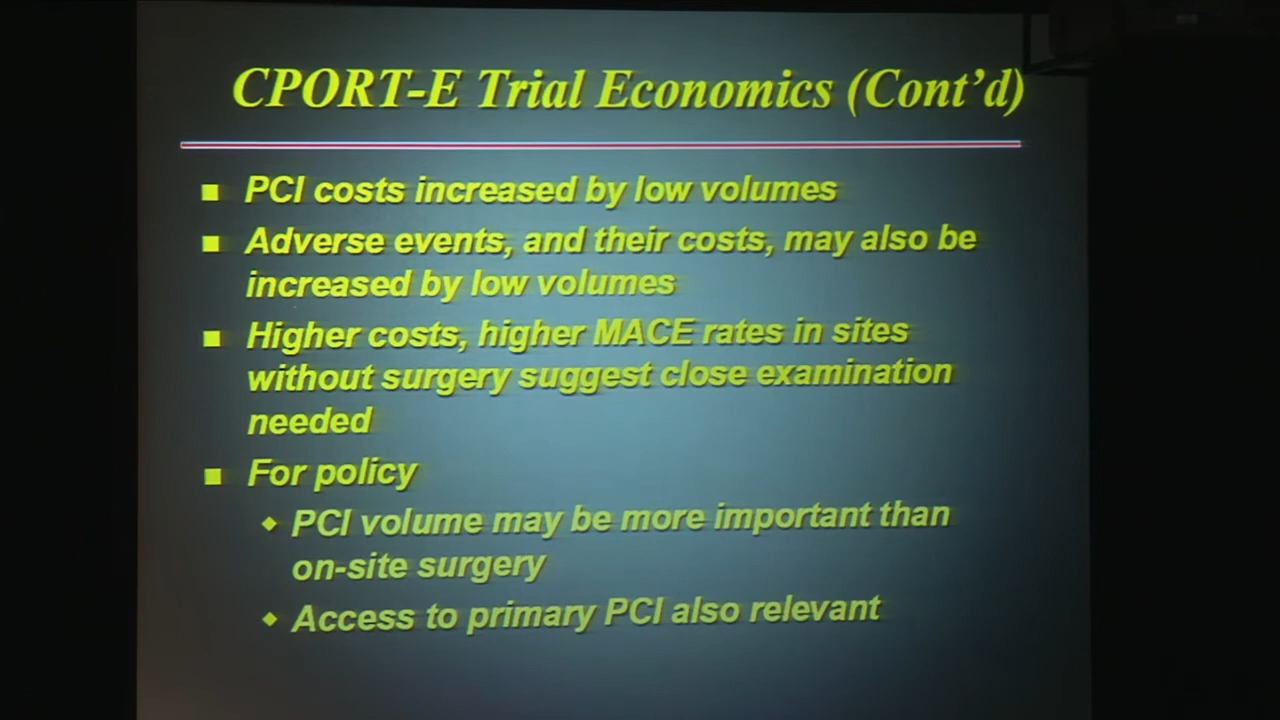 CPORT-E Trial Economics (Cont'd)
■ PCI costs increased by low volumes
■ Adverse events, and their costs, may also be
increased by low volumes
■ Higher costs, higher MACE rates in sites
without surgery suggest close examination
needed
■ For policy
◆ PCI volume may be more important than
on-site surgery
◆ Access to primary PCI also relevant